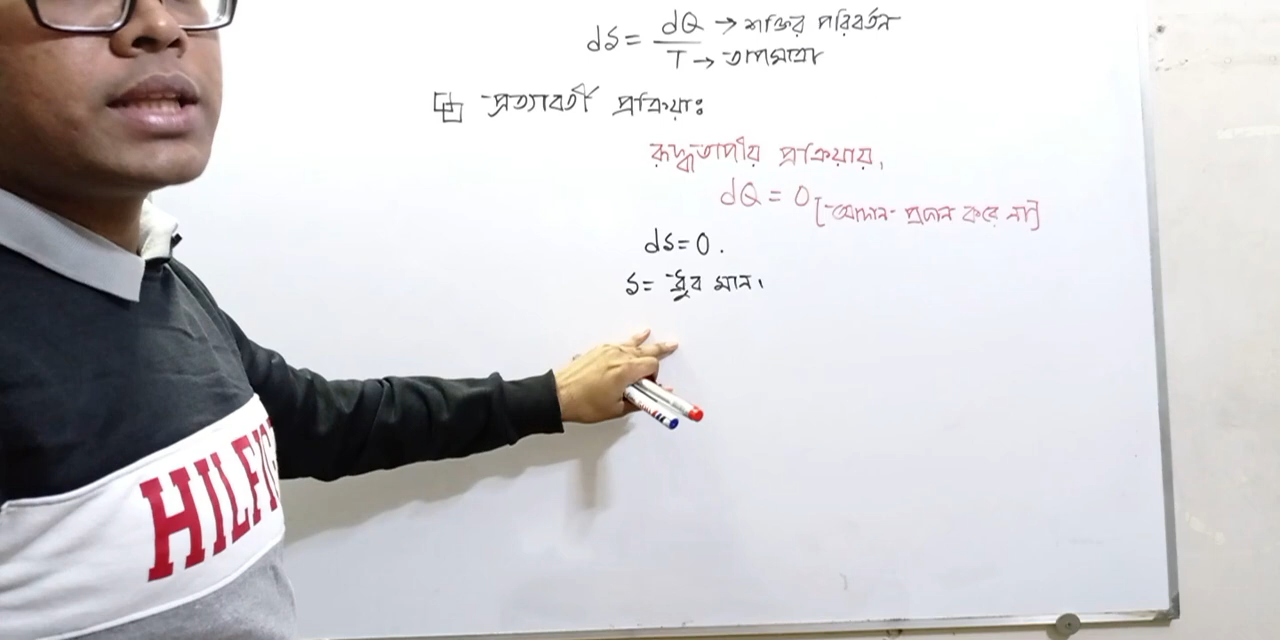 dS = dQ/T → শক্তির পরিবর্তন
→ তাপমাত্রা
প্রত্যাবর্তী প্রক্রিয়াঃ
রূদ্ধতাপীয় প্রক্রিয়ায়,
dQ = 0 [আদান-প্রদান করে না]
dS = 0.
S = ধ্রুব মান।
HILFI